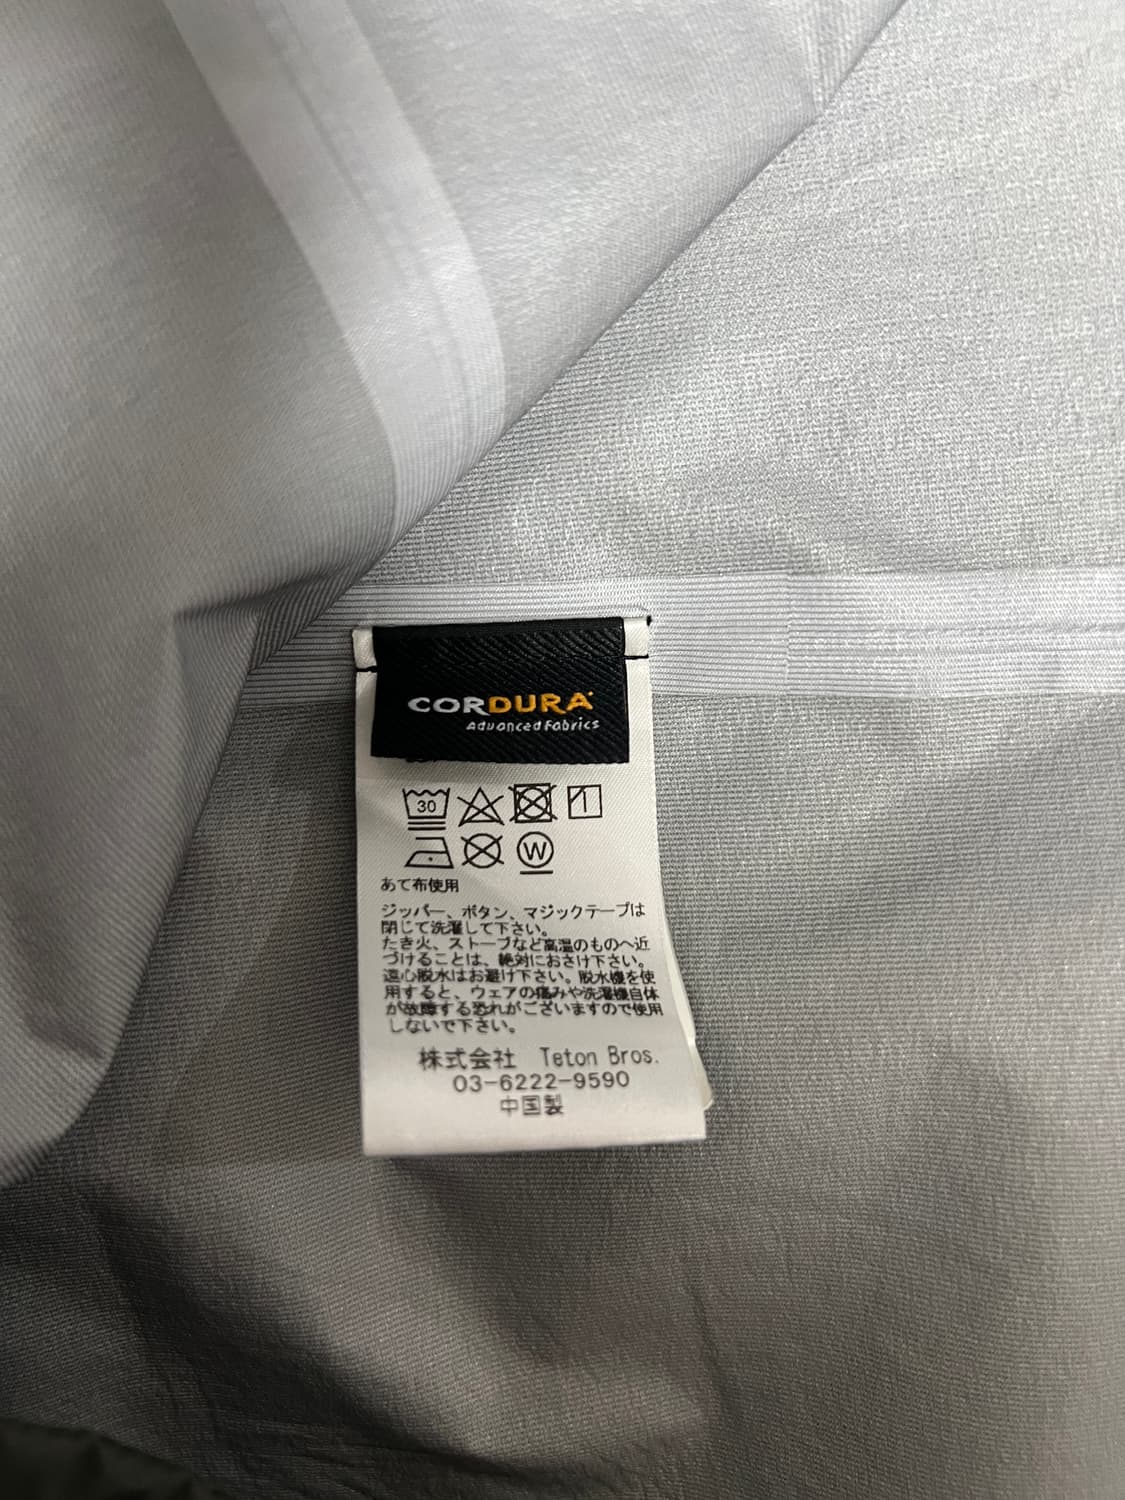 CORDURA
Advanced Fabrics
30
W
あて布使用
ジッパー、ボタン、マジックテープは
閉じて洗濯して下さい。
たき火、ストーブなど高温のものへ近
づけることは、絶対におさけ下さい。
遠心脱水はお避け下さい。脱水機を使
用すると、ウェアの痛みや洗濯機自体
が故障する恐れがございますので使用
しないで下さい。
株式会社 Teton Bros.
03-6222-9590
中国製